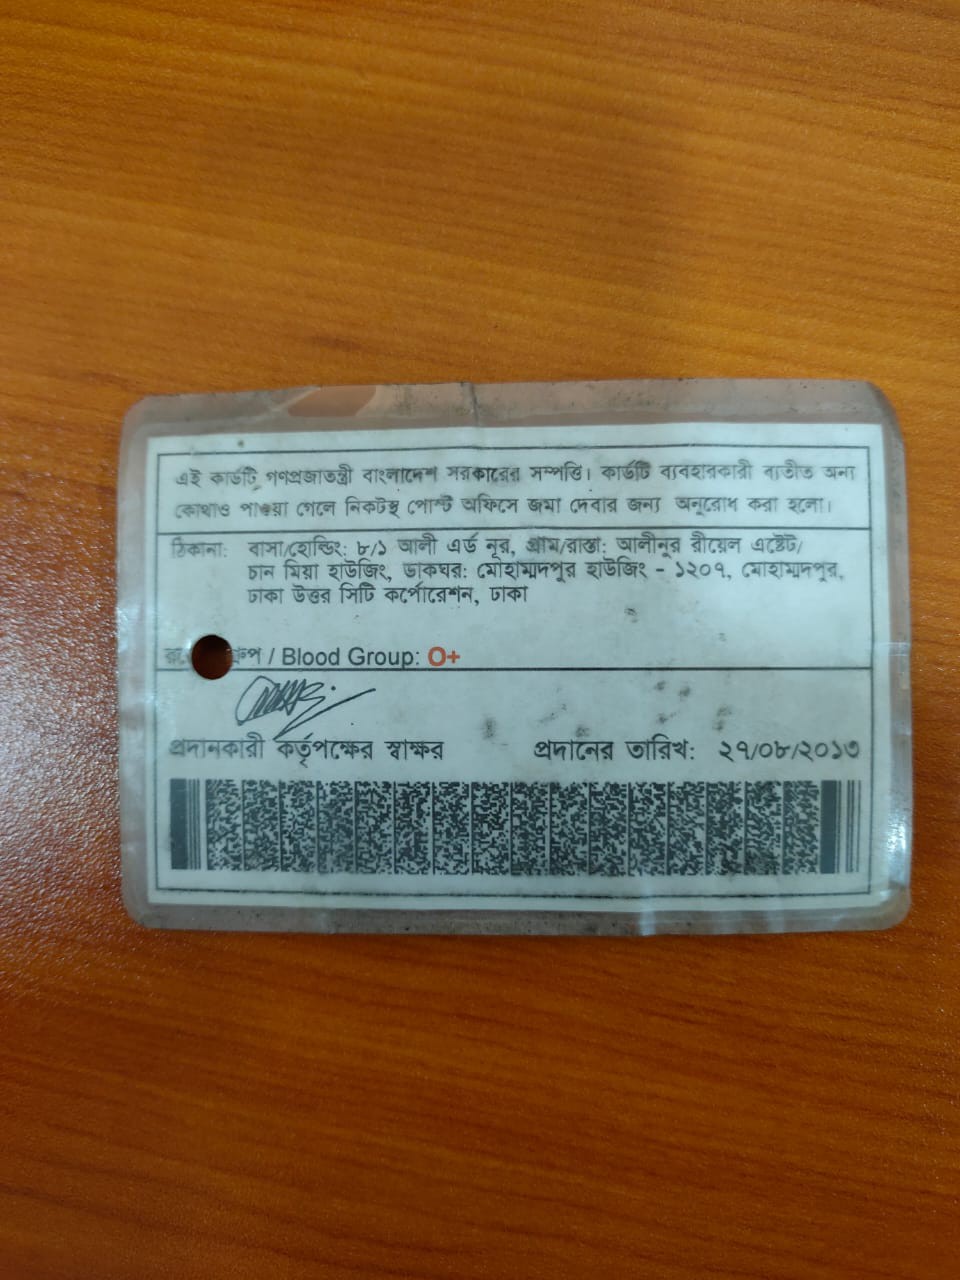 এই কার্ডটি গণপ্রজাতন্ত্রী বাংলাদেশ সরকারের সম্পত্তি। কার্ডটি ব্যবহারকারী ব্যতীত অন্য
কোথাও পাওয়া গেলে নিকটস্থ পোস্ট অফিসে জমা দেবার জন্য অনুরোধ করা হলো।
ঠিকানা: বাসা/হোল্ডিং: ৮/১ আলী এর্ড নূর, গ্রাম/রাস্তা: আলীনুর রীয়েল এস্টেট/
চান মিয়া হাউজিং, ডাকঘর: মোহাম্মদপুর হাউজিং - ১২০৭, মোহাম্মদপুর,
ঢাকা উত্তর সিটি কর্পোরেশন, ঢাকা
/ Blood Group: O+
প্রদানকারী কর্তৃপক্ষের স্বাক্ষর প্রদানের তারিখ: ২৭/০৮/২০১৩